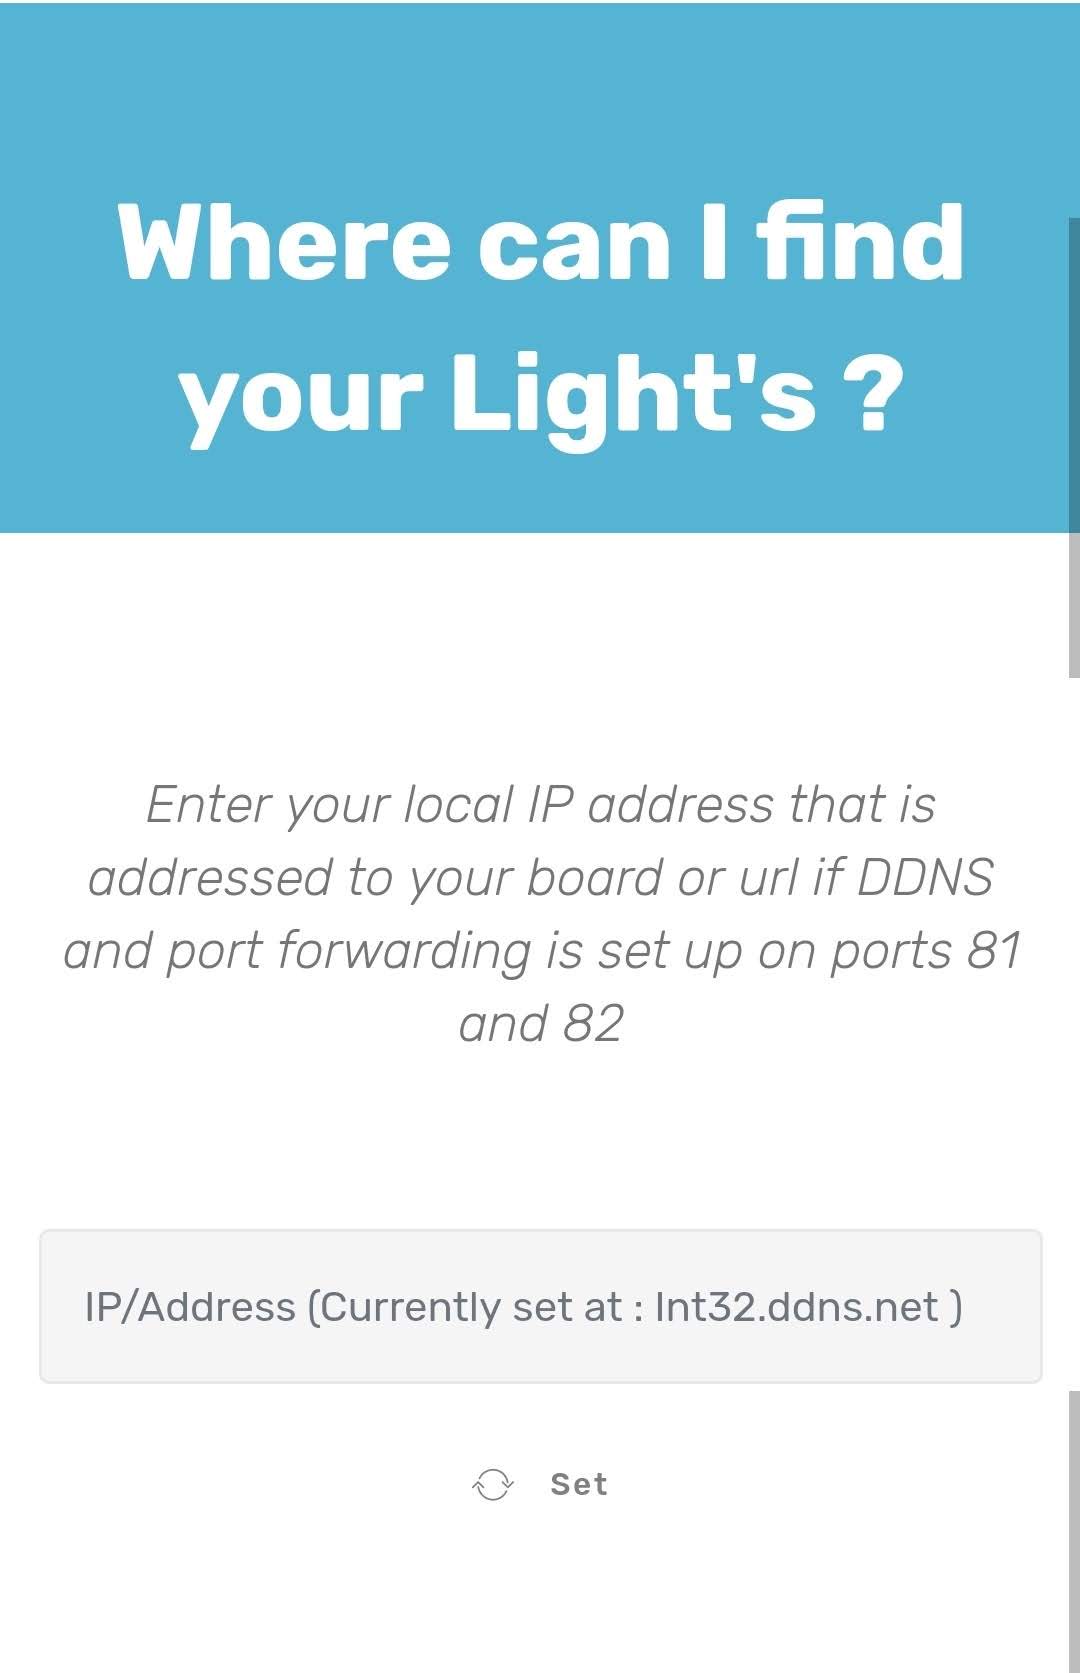 Where can I find
your Light's ?
Enter your local IP address that is
addressed to your board or url if DDNS
and port forwarding is set up on ports 81
and 82
IP/Address (Currently set at : Int32.ddns.net )
Set